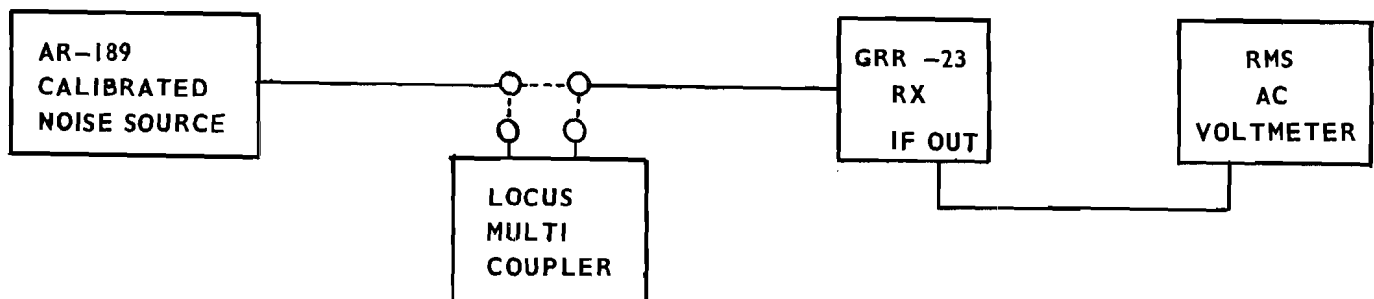 AR-189
CALIBRATED
NOISE SOURCE
LOCUS
MULTI
COUPLER
GRR -23
RX
IF OUT
RMS
AC
VOLTMETER